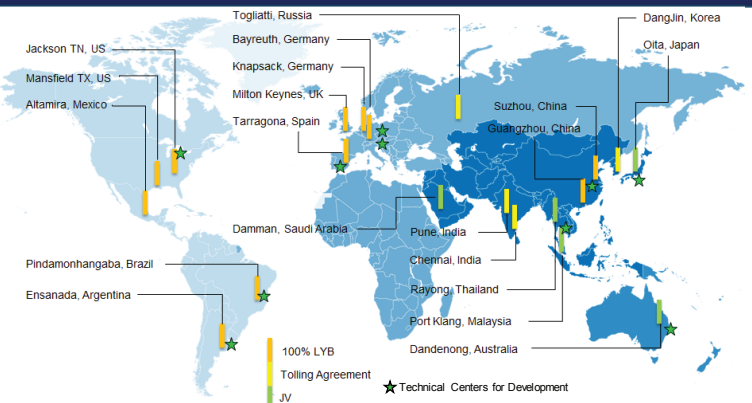 Togliatti, Russia
DangJin, Korea
Bayreuth, Germany
Oita, Japan
Jackson TN, US
Knapsack, Germany
Mansfield TX, US
Milton Keynes, UK
Altamira, Mexico
Suzhou, China
Tarragona, Spain
Guangzhou, China
Damman, Saudi Arabia
Pune, India
Chennai, India
Pindamonhangaba, Brazil
Rayong, Thailand
Ensanada, Argentina
Port Klang, Malaysia
Dandenong, Australia
100% LYB
Tolling Agreement
Technical Centers for Development
JV